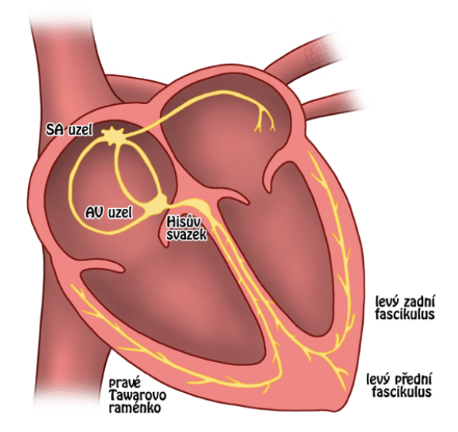 SA uzel
AV uzel
Hisův
svazek
levý zadní
fascikulus
levý přední
fascikulus
pravé
Tawarovo
raménko